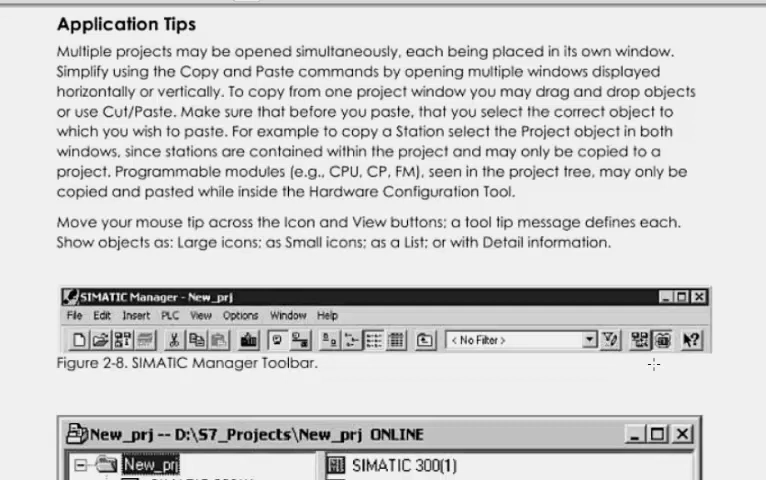 Application Tips
Multiple projects may be opened simultaneously, each being placed in its own window.
Simplify using the Copy and Paste commands by opening multiple windows displayed
horizontally or vertically. To copy from one project window you may drag and drop objects
or use Cut/Paste. Make sure that before you paste, that you select the correct object to
which you wish to paste. For example to copy a Station select the Project object in both
windows, since stations are contained within the project and may only be copied to a
project. Programmable modules (e.g., CPU, CP, FM), seen in the project tree, may only be
copied and pasted while inside the Hardware Configuration Tool.
Move your mouse tip across the Icon and View buttons; a tool tip message defines each.
Show objects as: Large icons; as Small icons; as a List; or with Detail information.
SIMATIC Manager - New_prj
File Edit Insert PLC View Options Window Help
< No Filter >
Figure 2-8. SIMATIC Manager Toolbar.
New_prj -- D:\S7_Projects\New_prj ONLINE
New_prj SIMATIC 300(1)